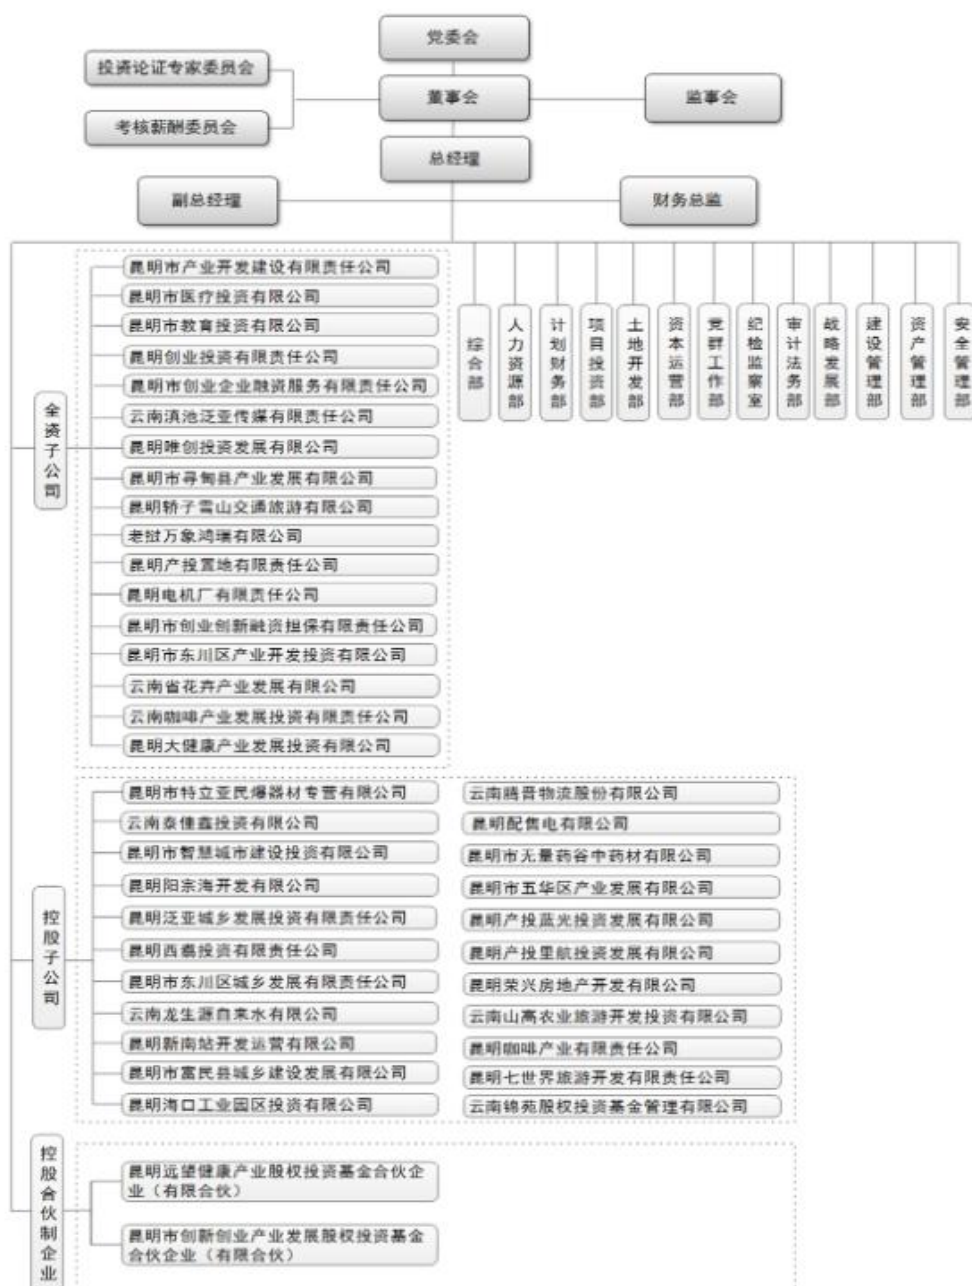 党委会
投资论证专家委员会
董事会
监事会
考核薪酬委员会
总经理
副总经理
财务总监
综合部
人力资源部
计划财务部
项目投资部
土地开发部
资本运营部
党群工作部
纪检监察室
审计法务部
战略发展部
建设管理部
资产管理部
安全管理部
全资子公司
昆明市产业开发建设有限责任公司
昆明市医疗投资有限公司
昆明市教育投资有限公司
昆明创业投资有限责任公司
昆明市创业企业融资服务有限责任公司
云南滇池泛亚传媒有限责任公司
昆明唯创投资发展有限公司
昆明市寻甸县产业发展有限公司
昆明轿子雪山交通旅游有限公司
老挝万象鸿瑞有限公司
昆明产投置地有限责任公司
昆明电机厂有限责任公司
昆明市创业创新融资担保有限责任公司
昆明市东川区产业开发投资有限公司
云南省花卉产业发展有限公司
云南咖啡产业发展投资有限责任公司
昆明大健康产业发展投资有限公司
控股子公司
昆明市特立亚民爆器材专营有限公司
云南泰佳鑫投资有限公司
昆明市智慧城市建设投资有限公司
昆明阳宗海开发有限公司
昆明泛亚城乡发展投资有限责任公司
昆明西翥投资有限责任公司
昆明市东川区城乡发展有限责任公司
云南龙生源自来水有限公司
昆明新南站开发运营有限公司
昆明市富民县城乡建设发展有限公司
昆明海口工业园区投资有限公司
云南腾晋物流股份有限公司
昆明配售电有限公司
昆明市无量药谷中药材有限公司
昆明市五华区产业发展有限公司
昆明产投蓝光投资发展有限公司
昆明产投里航投资发展有限公司
昆明荣兴房地产开发有限公司
云南山高农业旅游开发投资有限公司
昆明咖啡产业有限责任公司
昆明七世界旅游开发有限责任公司
云南锦苑股权投资基金管理有限公司
控股合伙制企业
昆明远望健康产业股权投资基金合伙企
业（有限合伙）
昆明市创新创业产业发展股权投资基金
合伙企业（有限合伙）